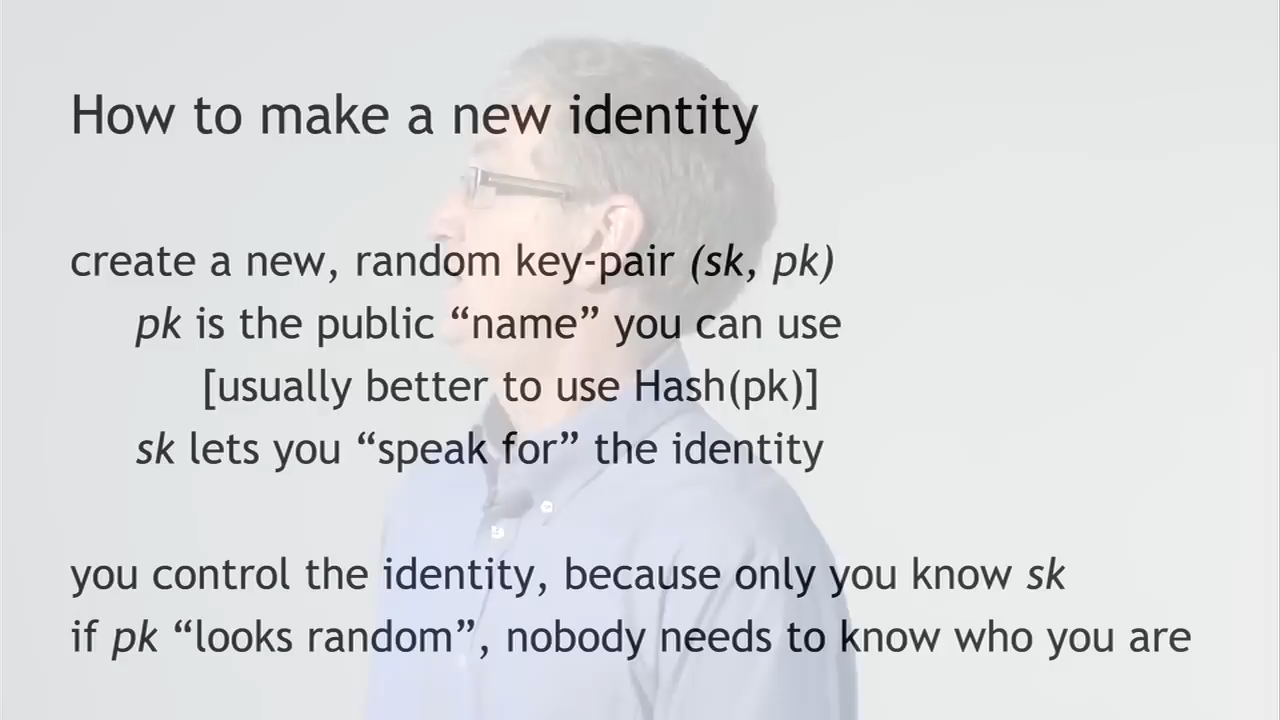 How to make a new identity
create a new, random key-pair (sk, pk)
pk is the public “name” you can use
[usually better to use Hash(pk)]
sk lets you “speak for” the identity
you control the identity, because only you know sk
if pk “looks random”, nobody needs to know who you are